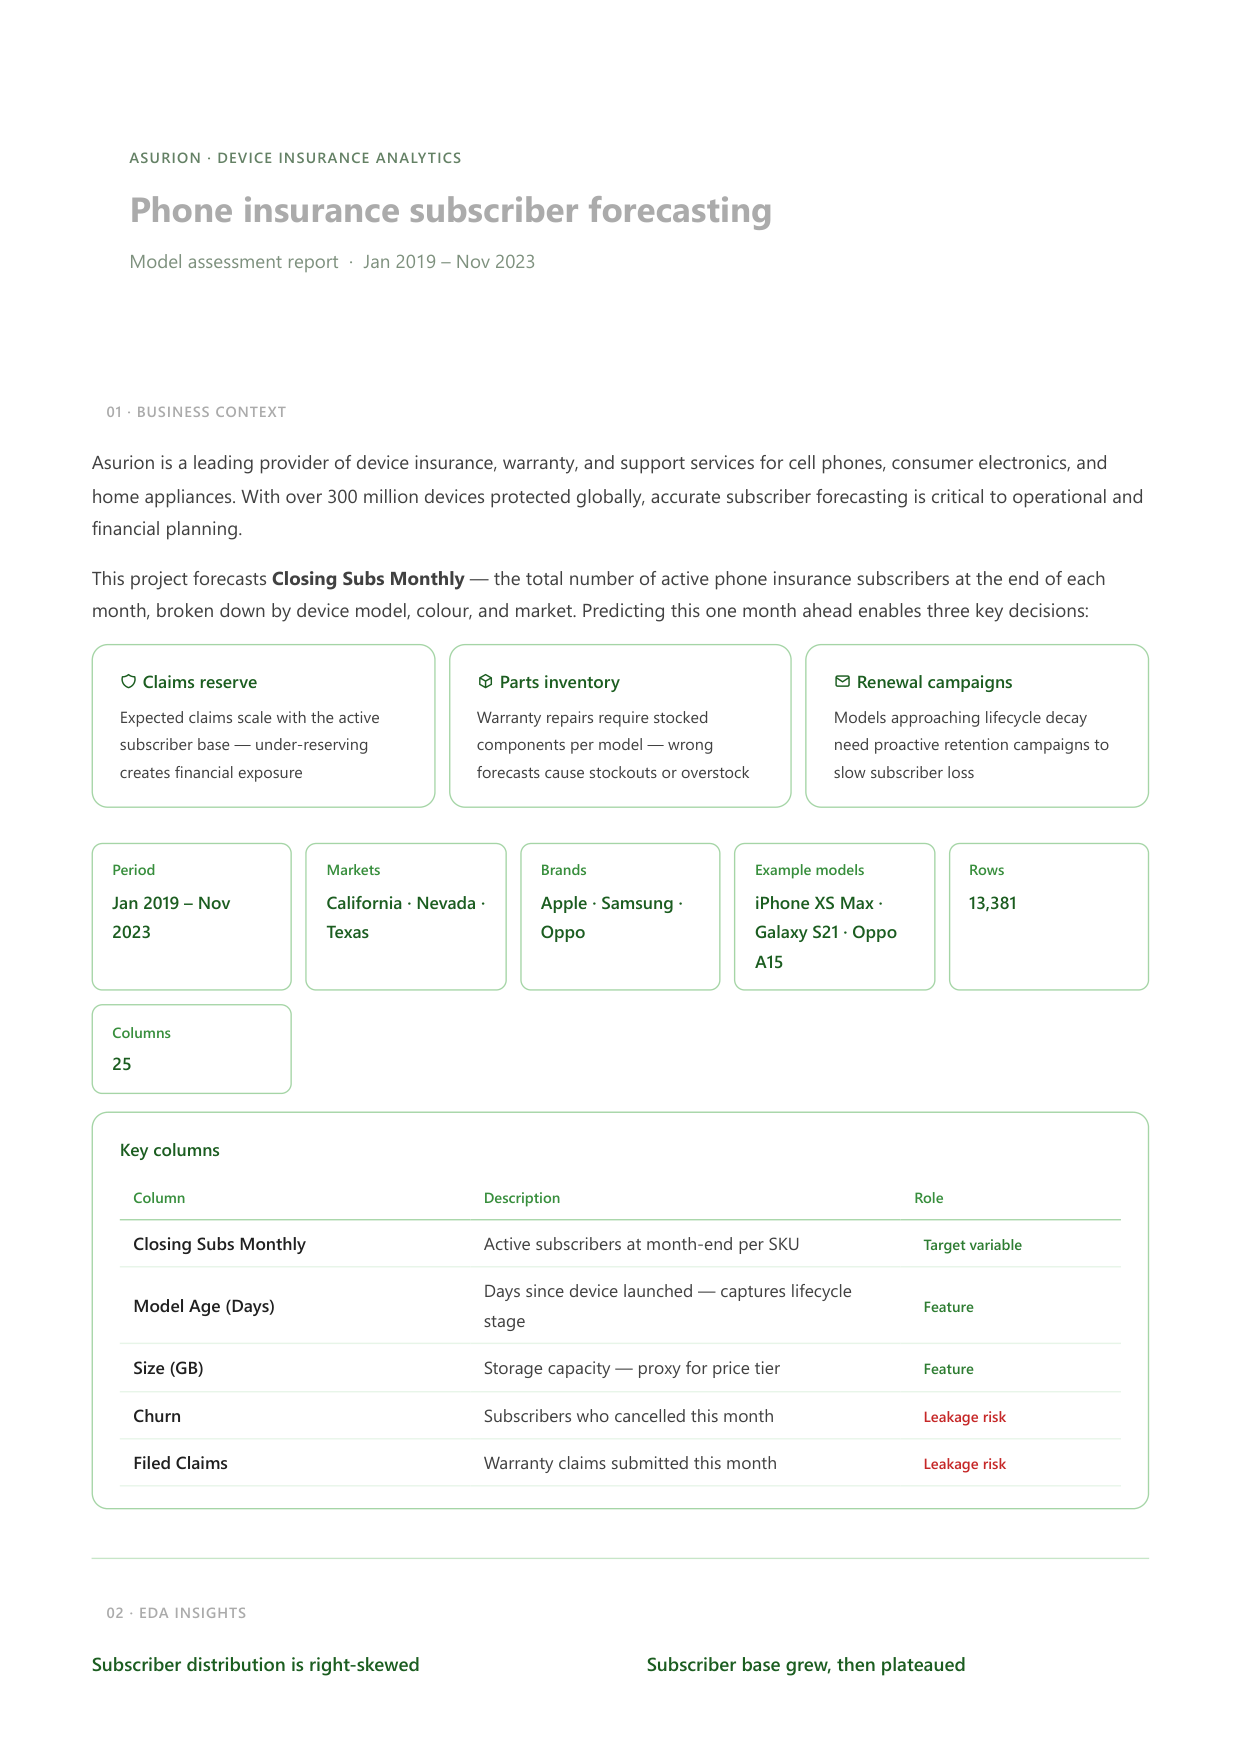 ASURION · DEVICE INSURANCE ANALYTICS
Phone insurance subscriber forecasting
Model assessment report · Jan 2019 – Nov 2023
01 · BUSINESS CONTEXT
Asurion is a leading provider of device insurance, warranty, and support services for cell phones, consumer electronics, and
home appliances. With over 300 million devices protected globally, accurate subscriber forecasting is critical to operational and
financial planning.
This project forecasts Closing Subs Monthly — the total number of active phone insurance subscribers at the end of each
month, broken down by device model, colour, and market. Predicting this one month ahead enables three key decisions:
Claims reserve
Expected claims scale with the active
subscriber base — under-reserving
creates financial exposure
Parts inventory
Warranty repairs require stocked
components per model — wrong
forecasts cause stockouts or overstock
Renewal campaigns
Models approaching lifecycle decay
need proactive retention campaigns to
slow subscriber loss
Period
Jan 2019 – Nov
2023
Markets
California · Nevada ·
Texas
Brands
Apple · Samsung ·
Oppo
Example models
iPhone XS Max ·
Galaxy S21 · Oppo
A15
Rows
13,381
Columns
25
Key columns
Column Description Role
Closing Subs Monthly Active subscribers at month-end per SKU Target variable
Model Age (Days) Days since device launched — captures lifecycle
stage Feature
Size (GB) Storage capacity — proxy for price tier Feature
Churn Subscribers who cancelled this month Leakage risk
Filed Claims Warranty claims submitted this month Leakage risk
02 · EDA INSIGHTS
Subscriber distribution is right-skewed
Subscriber base grew, then plateaued